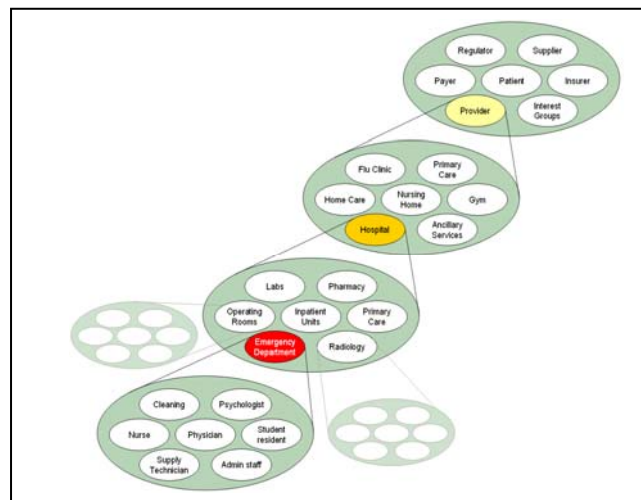 Regulator
Supplier
Payer
Patient
Insurer
Provider
Interest
Groups
Flu Clinic
Primary
Care
Home Care
Nursing
Home
Gym
Hospital
Ancillary
Services
Labs
Pharmacy
Operating
Rooms
Inpatient
Units
Primary
Care
Emergency
Department
Radiology
Cleaning
Psychologist
Nurse
Physician
Student
resident
Supply
Technician
Admin staff